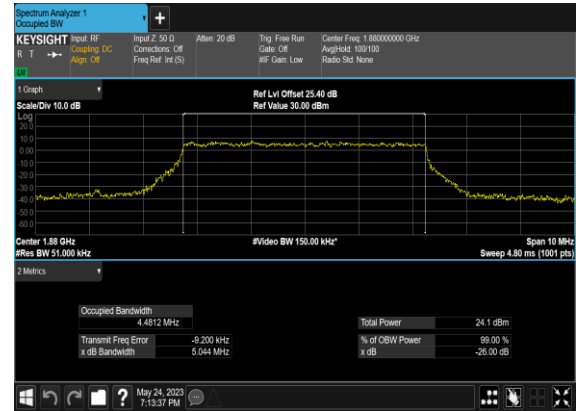 Spectrum Analyzer 1
Occupied BW
+
KEYSIGHT
R T
LW
Input: RF
Coupling: DC
Align: Off
Input Z: 50 Ω
Corrections: Off
Freq Ref: Int (S)
Atten: 20 dB
Trig: Free Run
Gate: Off
#IF Gain: Low
Center Freq: 1.880000000 GHz
Avg|Hold: 100/100
Radio Std: None
1 Graph
Scale/Div 10.0 dB
Ref Lvl Offset 25.40 dB
Ref Value 30.00 dBm
Log
20.0
10.0
0.00
-10.0
-20.0
-30.0
-40.0
-50.0
-60.0
Center 1.88 GHz
#Res BW 51.000 kHz
#Video BW 150.00 kHz*
Span 10 MHz
Sweep 4.80 ms (1001 pts)
2 Metrics
Occupied Bandwidth
4.4812 MHz
Total Power 24.1 dBm
Transmit Freq Error -9.200 kHz
% of OBW Power 99.00 %
x dB Bandwidth 5.044 MHz
x dB -26.00 dB
?
May 24, 2023
7:13:37 PM